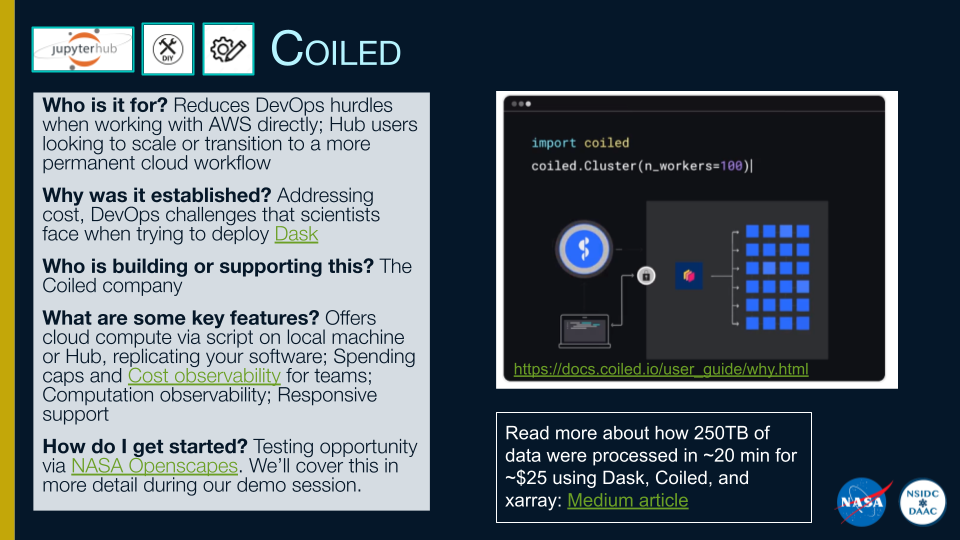 jupyterhub
DIY
COILED
Who is it for? Reduces DevOps hurdles
when working with AWS directly; Hub users
looking to scale or transition to a more
permanent cloud workflow
Why was it established? Addressing
cost, DevOps challenges that scientists
face when trying to deploy Dask
Who is building or supporting this? The
Coiled company
What are some key features? Offers
cloud compute via script on local machine
or Hub, replicating your software; Spending
caps and Cost observability for teams;
Computation observability; Responsive
support
How do I get started? Testing opportunity
via NASA Openscapes. We’ll cover this in
more detail during our demo session.
import coiled
coiled.Cluster(n_workers=100)
https://docs.coiled.io/user_guide/why.html
Read more about how 250TB of
data were processed in ~20 min for
~$25 using Dask, Coiled, and
xarray: Medium article
NASA
NSIDC
DAAC